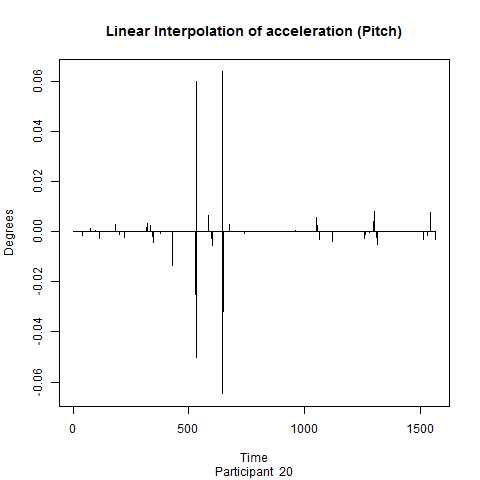 Linear Interpolation of acceleration (Pitch)
0.06
0.04
0.02
0.00
-0.02
-0.04
-0.06
Degrees
0 500 1000 1500
Time
Participant 20